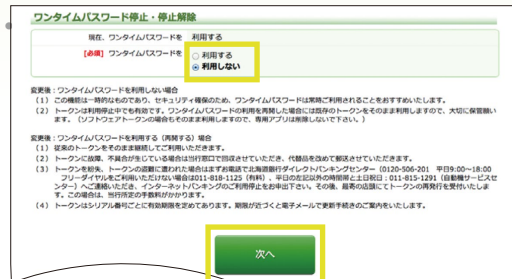 ワンタイムパスワード停止・停止解除
現在、ワンタイムパスワードを 利用する
[必須] ワンタイムパスワードを 利用する
利用しない
変更後：ワンタイムパスワードを利用しない場合
（1） この機能は一時的なものであり、セキュリティ確保のため、ワンタイムパスワードは常時ご利用されることをおすすめいたします。
（2） トークンは利用停止中でも有効です。ワンタイムパスワードの利用を再開した場合には既存のトークンをそのまま利用しますので、大切に保管願い
ます。（ソフトウェアトークンの場合もそのまま利用しますので、専用アプリは削除しないで下さい。）
変更後：ワンタイムパスワードを利用する（再開する）場合
（1） 従来のトークンを継続してご利用いただきます。
（2） トークンに故障、不具合が生じている場合は当行窓口で回収させていただき、代替品を改めて郵送させていただきます。
（3） トークンを紛失、トークンの盗難に遭われた場合はまずお電話で北海道銀行ダイレクトバンキングセンター（0120-506-201 平日9:00～18:00
フリーダイヤルをご利用いただけない場合は011-818-1125（有料）、平日の左記以外の時間帯と土日祝日：011-815-1291（自動機サービスセ
ンター）へご連絡いただき、インターネットバンキングのご利用停止をお申出下さい。その後、最寄の店頭にてトークンの再発行を受付いたしま
す。この場合は、当行所定の手数料がかかります。
（4） トークンはシリアル番号ごとに有効期限を定めてあります。期限が近づくと電子メールで更新手続きのご案内をいたします。
次へ